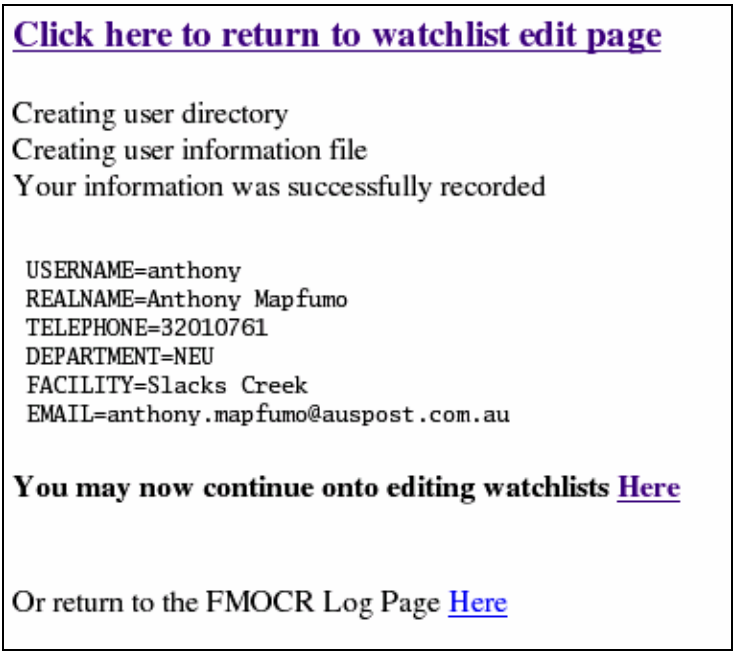 Click here to return to watchlist edit page
Creating user directory
Creating user information file
Your information was successfully recorded
USERNAME=anthony
REALNAME=Anthony Mapfumo
TELEPHONE=32010761
DEPARTMENT=NEU
FACILITY=Slacks Creek
EMAIL=anthony.mapfumo@auspost.com.au
You may now continue onto editing watchlists Here
Or return to the FMOCR Log Page Here